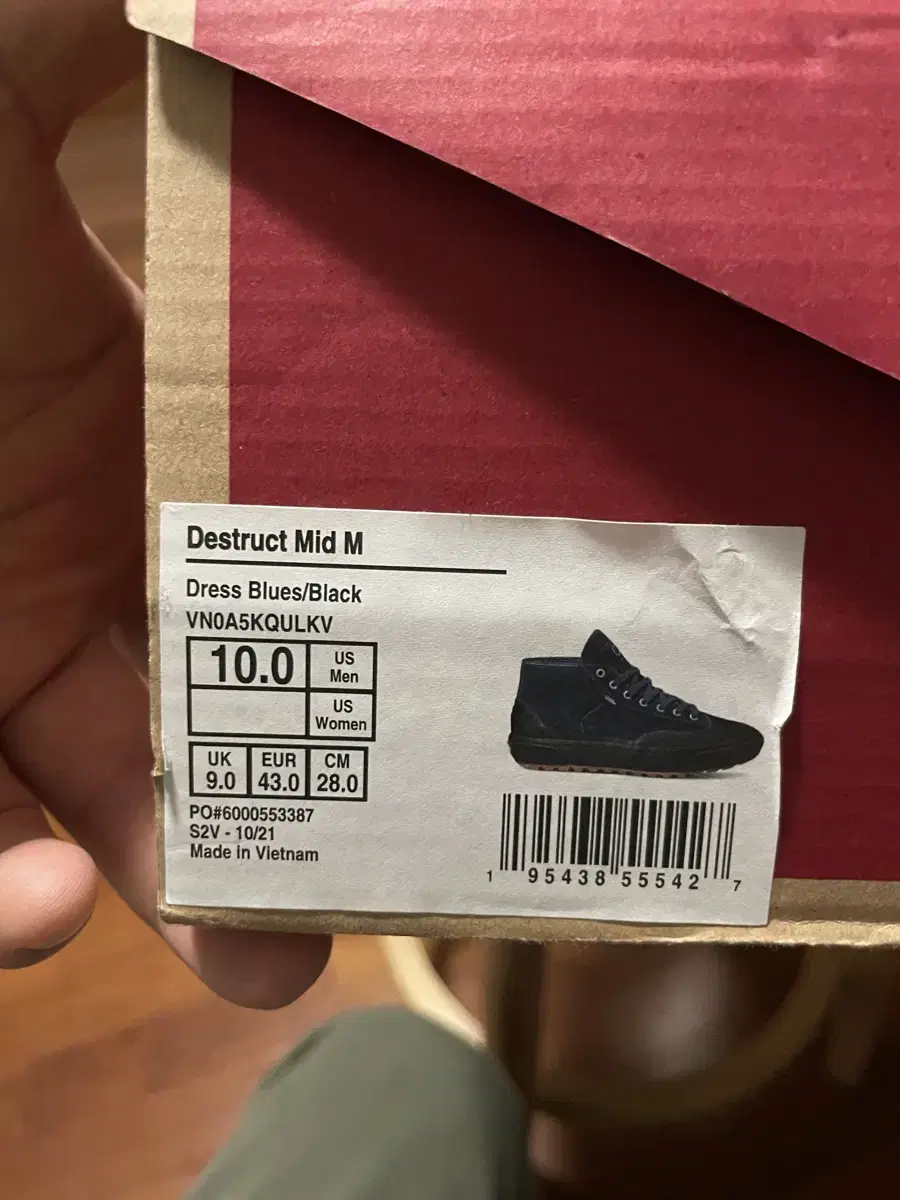 Destruct Mid M
Dress Blues/Black
VN0A5KQULKV
10.0 US Men
US Women
UK EUR CM
9.0 43.0 28.0
PO#6000553387
S2V - 10/21
Made in Vietnam
1 95438 55542 7